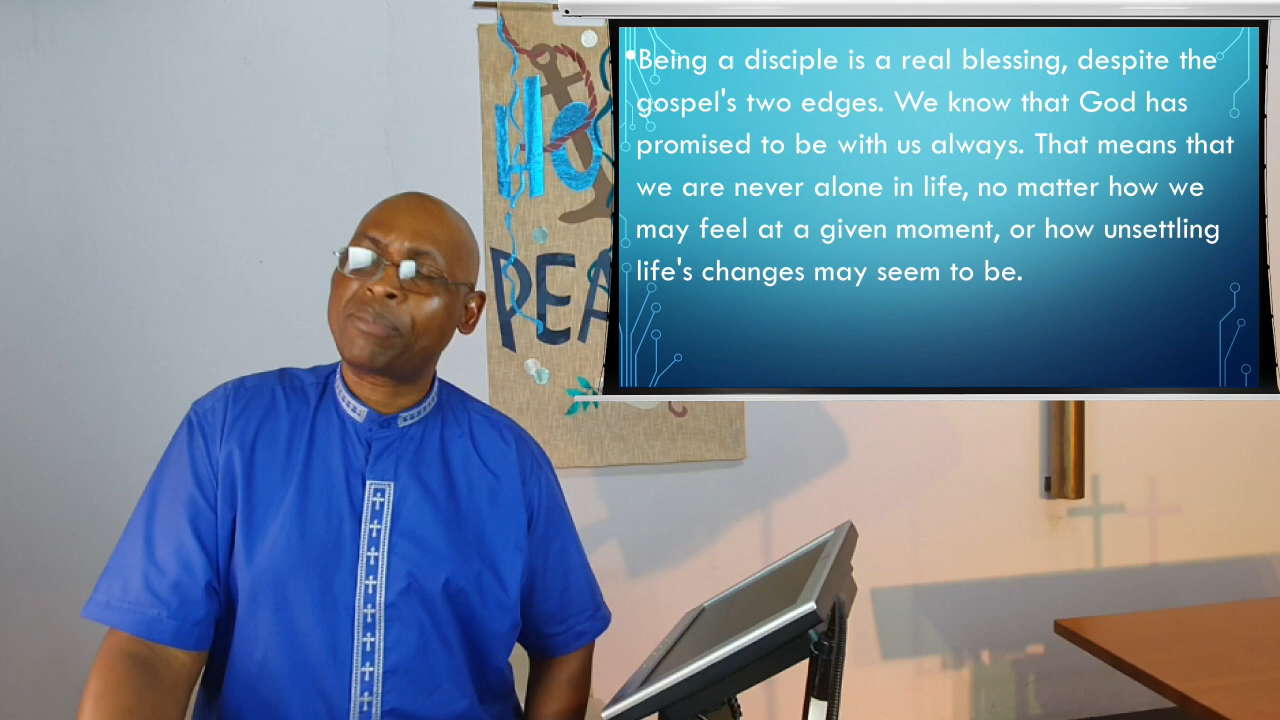 Being a disciple is a real blessing, despite the
gospel's two edges. We know that God has
promised to be with us always. That means that
we are never alone in life, no matter how we
may feel at a given moment, or how unsettling
life's changes may seem to be.